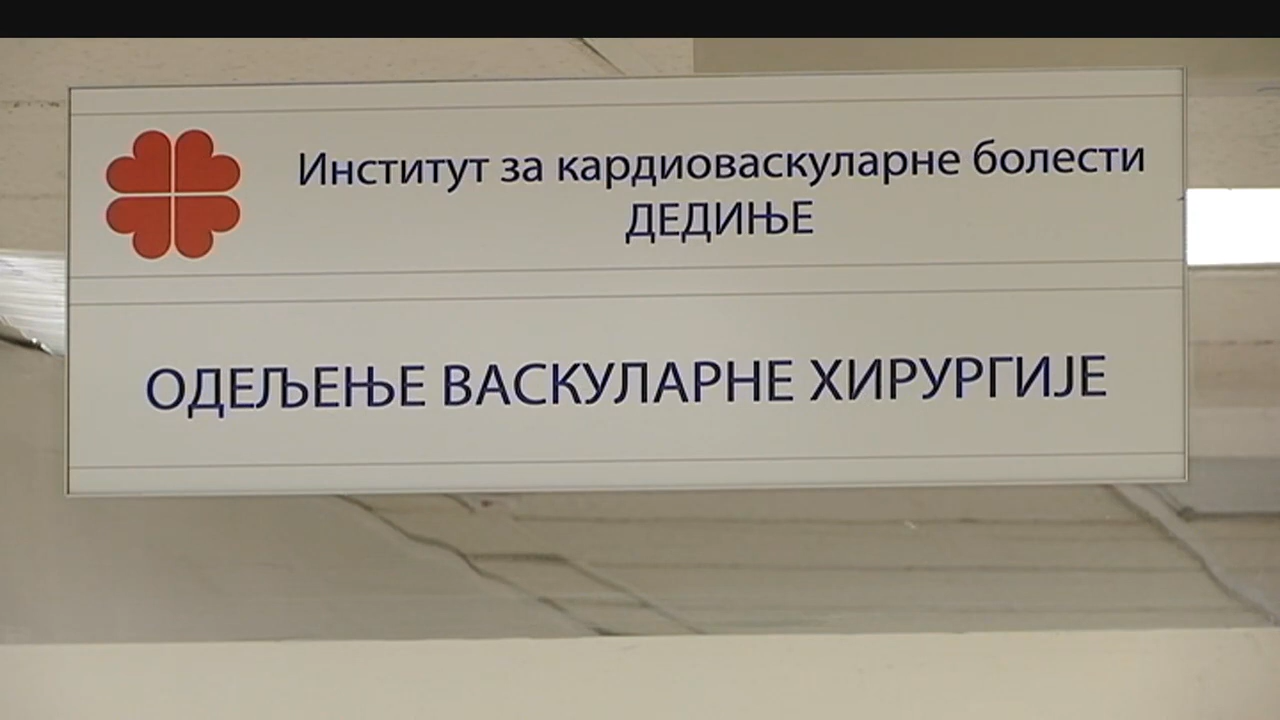 Институт за кардиоваскуларне болести
ДЕДИЊЕ
ОДЕЉЕЊЕ ВАСКУЛАРНЕ ХИРУРГИЈЕ